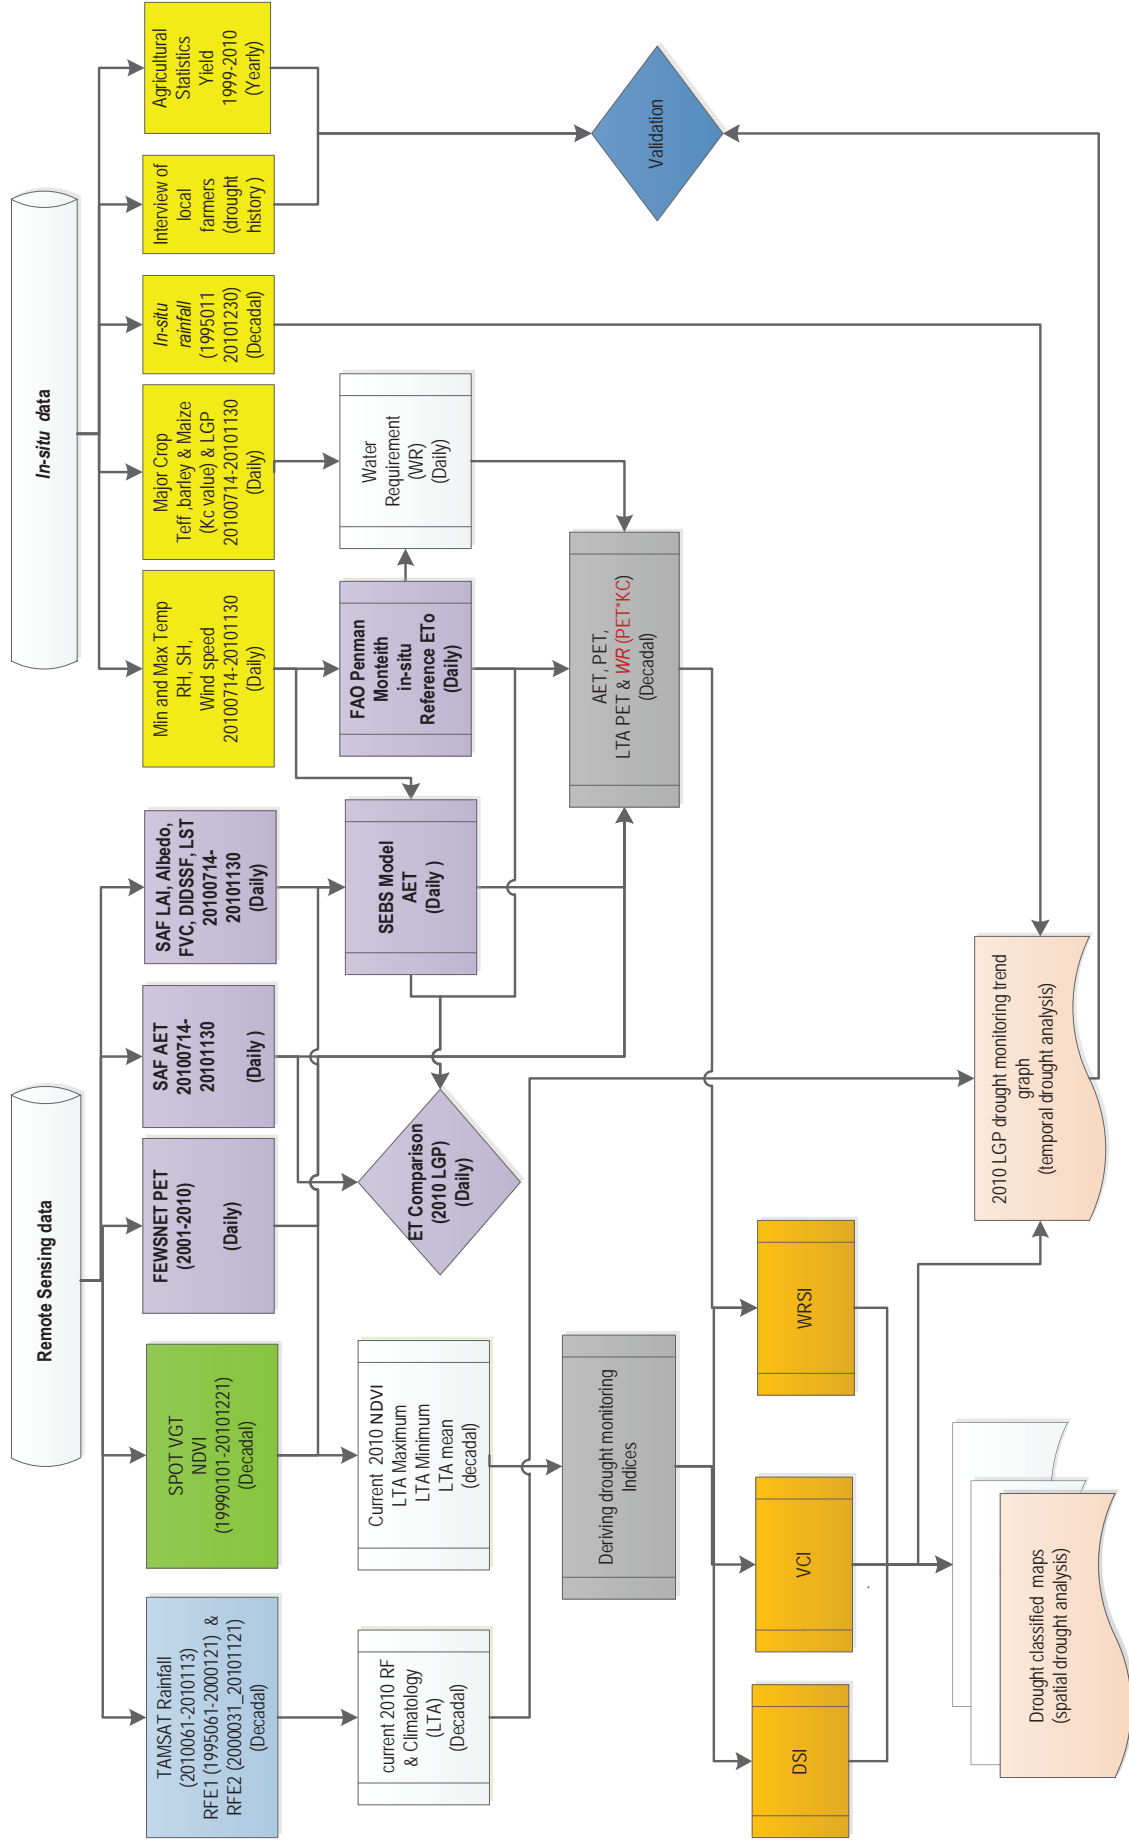 Remote Sensing data
In-situ data
TAMSAT Rainfall
(2010061-2010113)
RFE1 (1995061-2000121) &
RFE2 (2000031_20101121)
(Decadal)
SPOT VGT
NDVI
(19990101-20101221)
(Decadal)
FEWSNET PET
(2001-2010)
(Daily)
SAF AET
20100714-
20101130
(Daily )
SAF LAI, Albedo,
FVC, DIDSSF, LST
20100714-
20101130
(Daily)
Min and Max Temp
RH, SH,
Wind speed
20100714-20101130
(Daily)
Major Crop
Teff ,barley & Maize
(Kc value) & LGP
20100714-20101130
(Daily)
In-situ
rainfall
(1995011
20101230)
(Decadal)
Interview of
local
farmers
(drought
history )
Agricultural
Statistics
Yield
1999-2010
(Yearly)
current 2010 RF
& Climatology
(LTA)
(Decadal)
Current 2010 NDVI
LTA Maximum
LTA Minimum
LTA mean
(decadal)
ET Comparison
(2010 LGP)
(Daily)
SEBS Model
AET
(Daily )
FAO Penman
Monteith
in-situ
Reference ETo
(Daily)
Water
Requirement
(WR)
(Daily)
Deriving drought monitoring
Indices
AET, PET,
LTA PET & WR (PET*KC)
(Decadal)
Validation
DSI
VCI
WRSI
Drought classified maps
(spatial drought analysis)
2010 LGP drought monitoring trend
graph
(temporal drought analysis)